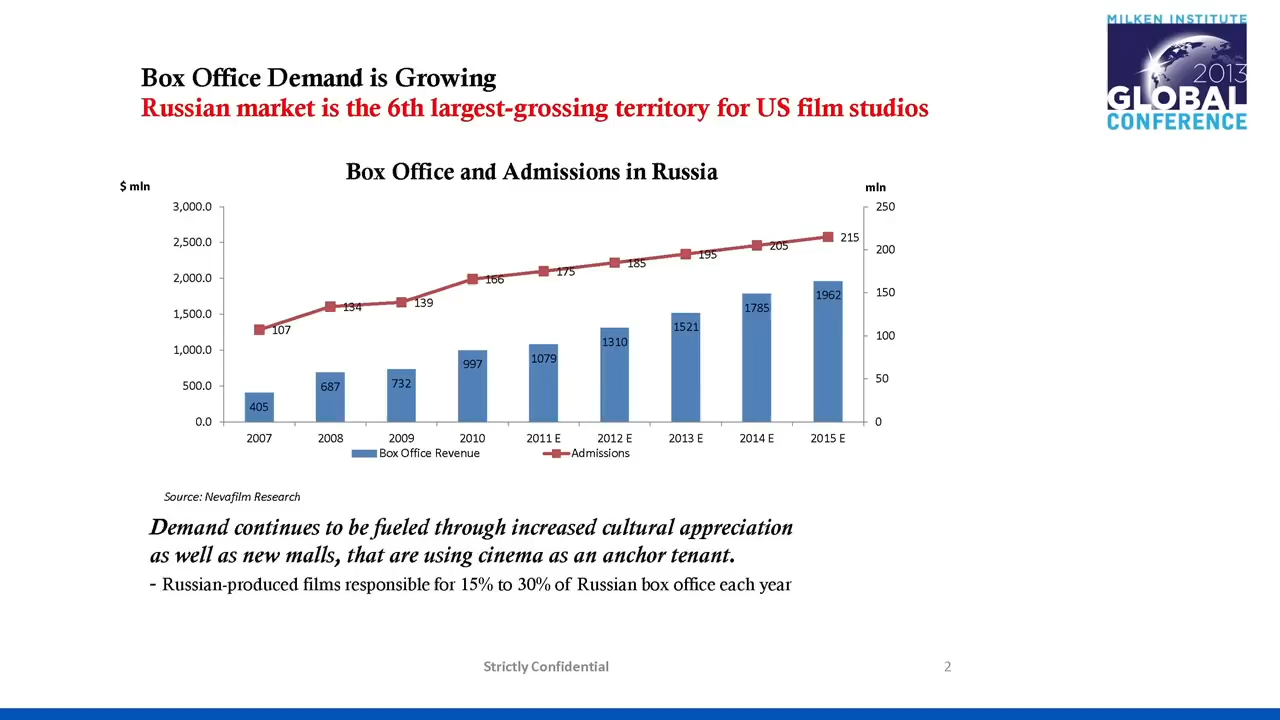 MILKEN INSTITUTE
2013
GLOBAL
CONFERENCE
Box Office Demand is Growing
Russian market is the 6th largest-grossing territory for US film studios
Box Office and Admissions in Russia
$ mln
mln
3,000.0
2,500.0
2,000.0
1,500.0
1,000.0
500.0
0.0
250
200
150
100
50
0
107
134
139
166
175
185
195
205
215
405
687
732
997
1079
1310
1521
1785
1962
2007 2008 2009 2010 2011 E 2012 E 2013 E 2014 E 2015 E
Box Office Revenue Admissions
Source: Nevafilm Research
Demand continues to be fueled through increased cultural appreciation
as well as new malls, that are using cinema as an anchor tenant.
- Russian-produced films responsible for 15% to 30% of Russian box office each year
Strictly Confidential 2